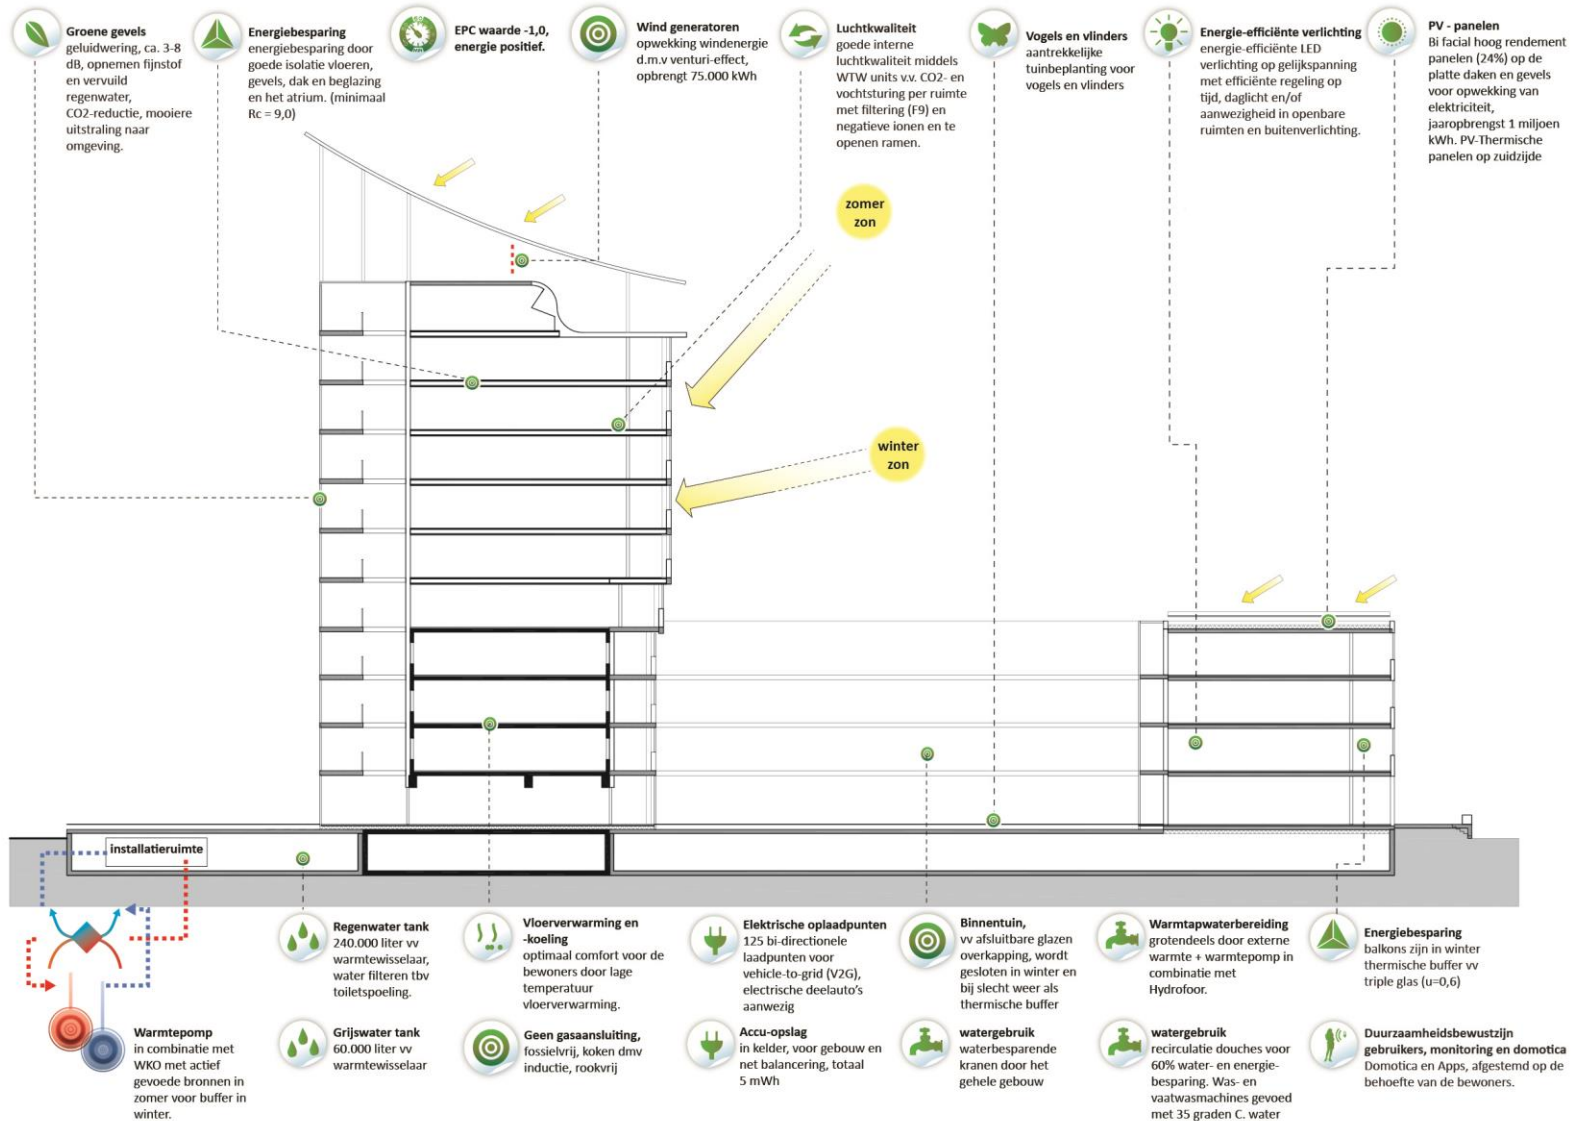 Groene gevels
geluidwering, ca. 3-8
dB, opnemen fijnstof
en vervuild
regenwater,
CO2-reductie, mooiere
uitstraling naar
omgeving.
Energiebesparing
energiebesparing door
goede isolatie vloeren,
gevels, dak en beglazing
en het atrium. (minimaal
Rc = 9,0)
EPC waarde -1,0,
energie positief.
Wind generatoren
opwekking windenergie
d.m.v venturi-effect,
opbrengt 75.000 kWh
Luchtkwaliteit
goede interne
luchtkwaliteit middels
WTW units v.v. CO2- en
vochtsturing per ruimte
met filtering (F9) en
negatieve ionen en te
openen ramen.
Vogels en vlinders
aantrekkelijke
tuinbeplanting voor
vogels en vlinders
Energie-efficiënte verlichting
energie-efficiënte LED
verlichting op gelijkspanning
met efficiënte regeling op
tijd, daglicht en/of
aanwezigheid in openbare
ruimten en buitenverlichting.
PV - panelen
Bi facial hoog rendement
panelen (24%) op de
platte daken en gevels
voor opwekking van
elektriciteit,
jaaropbrengst 1 miljoen
kWh. PV-Thermische
panelen op zuidzijde
zomer
zon
winter
zon
installatieruimte
Regenwater tank
240.000 liter vv
warmtewisselaar,
water filteren tbv
toiletspoeling.
Vloerverwarming en
-koeling
optimaal comfort voor de
bewoners door lage
temperatuur
vloerverwarming.
Elektrische oplaadpunten
125 bi-directionele
laadpunten voor
vehicle-to-grid (V2G),
electrische deelauto's
aanwezig
Binnentuin,
vv afsluitbare glazen
overkapping, wordt
gesloten in winter en
bij slecht weer als
thermische buffer
Warmtapwaterbereiding
grotendeels door externe
warmte + warmtepomp in
combinatie met
Hydrofoor.
Energiebesparing
balkons zijn in winter
thermische buffer vv
triple glas (u=0,6)
Warmtepomp
in combinatie met
WKO met actief
gevoede bronnen in
zomer voor buffer in
winter.
Grijswater tank
60.000 liter vv
warmtewisselaar
Geen gasaansluiting,
fossielvrij, koken dmv
inductie, rookvrij
Accu-opslag
in kelder, voor gebouw en
net balancering, totaal
5 mWh
watergebruik
waterbesparende
kranen door het
gehele gebouw
watergebruik
recirculatie douches voor
60% water- en energie-
besparing. Was- en
vaatwasmachines gevoed
met 35 graden C. water
Duurzaamheidsbewustzijn
gebruikers, monitoring en domotica
Domotica en Apps, afgestemd op de
behoefte van de bewoners.